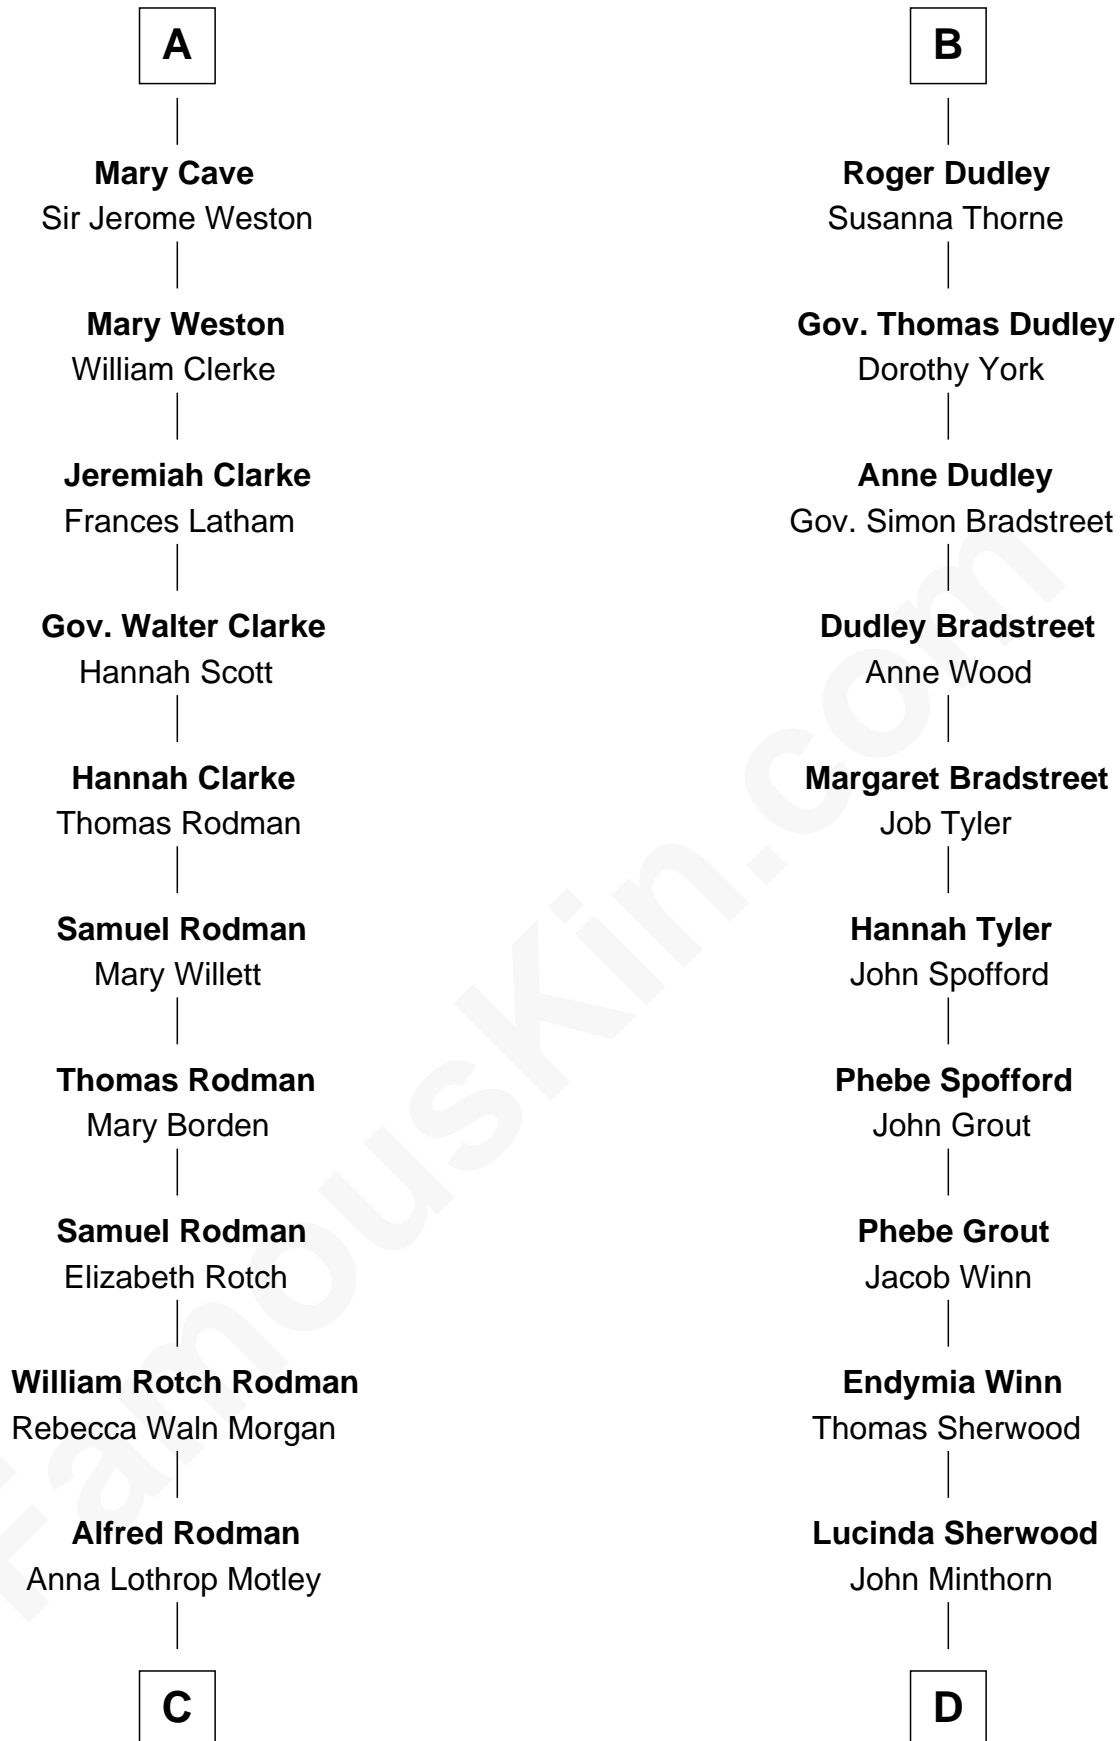 A
Mary Cave
Sir Jerome Weston
Mary Weston
William Clerke
Jeremiah Clarke
Frances Latham
Gov. Walter Clarke
Hannah Scott
Hannah Clarke
Thomas Rodman
Samuel Rodman
Mary Willett
Thomas Rodman
Mary Borden
Samuel Rodman
Elizabeth Rotch
William Rotch Rodman
Rebecca Waln Morgan
Alfred Rodman
Anna Lothrop Motley
C
B
Roger Dudley
Susanna Thorne
Gov. Thomas Dudley
Dorothy York
Anne Dudley
Gov. Simon Bradstreet
Dudley Bradstreet
Anne Wood
Margaret Bradstreet
Job Tyler
Hannah Tyler
John Spofford
Phebe Spofford
John Grout
Phebe Grout
Jacob Winn
Endymia Winn
Thomas Sherwood
Lucinda Sherwood
John Minthorn
D
FamousKin.com